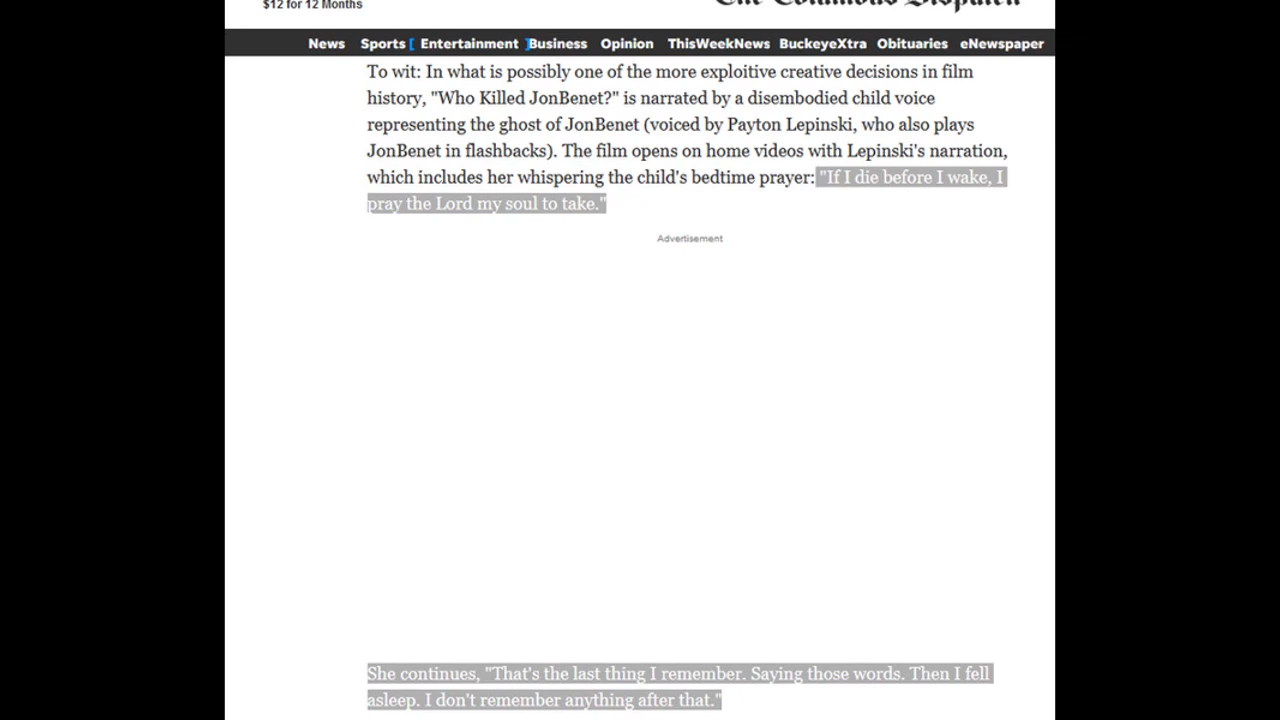 $12 for 12 Months
The Columbus Dispatch
News Sports [ Entertainment ] Business Opinion ThisWeekNews BuckeyeXtra Obituaries eNewspaper
To wit: In what is possibly one of the more exploitive creative decisions in film
history, "Who Killed JonBenet?" is narrated by a disembodied child voice
representing the ghost of JonBenet (voiced by Payton Lepinski, who also plays
JonBenet in flashbacks). The film opens on home videos with Lepinski's narration,
which includes her whispering the child's bedtime prayer: "If I die before I wake, I
pray the Lord my soul to take."
Advertisement
She continues, "That's the last thing I remember. Saying those words. Then I fell
asleep. I don't remember anything after that."